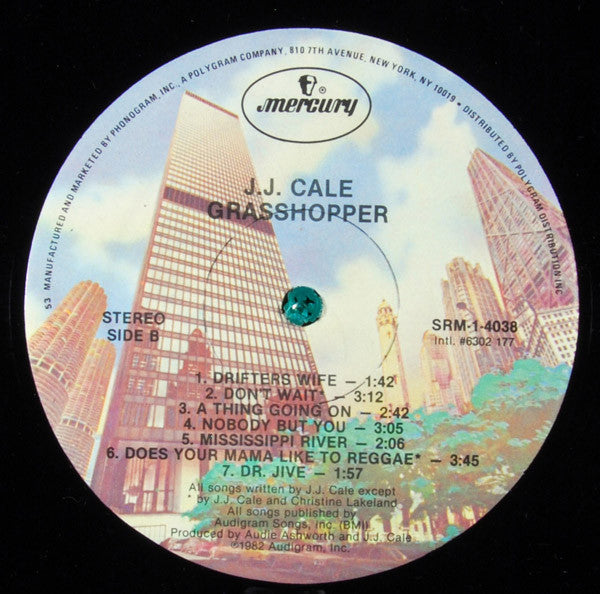 53 MANUFACTURED AND MARKETED BY PHONOGRAM, INC., A POLYGRAM COMPANY, 810 7TH AVENUE, NEW YORK, NY 10019 • DISTRIBUTED BY POLYGRAM DISTRIBUTION INC
mercury ®
J.J. CALE
GRASSHOPPER
STEREO
SIDE B
SRM-1-4038
Intl. #6302 177
1. DRIFTERS WIFE – 1:42
2. DON'T WAIT* – 3:12
3. A THING GOING ON – 2:42
4. NOBODY BUT YOU – 3:05
5. MISSISSIPPI RIVER – 2:06
6. DOES YOUR MAMA LIKE TO REGGAE* – 3:45
7. DR. JIVE – 1:57
All songs written by J.J. Cale except
* by J.J. Cale and Christine Lakeland
All songs published by
Audigram Songs, Inc. (BMI)
Produced by Audie Ashworth and J.J. Cale
©1982 Audigram, Inc.